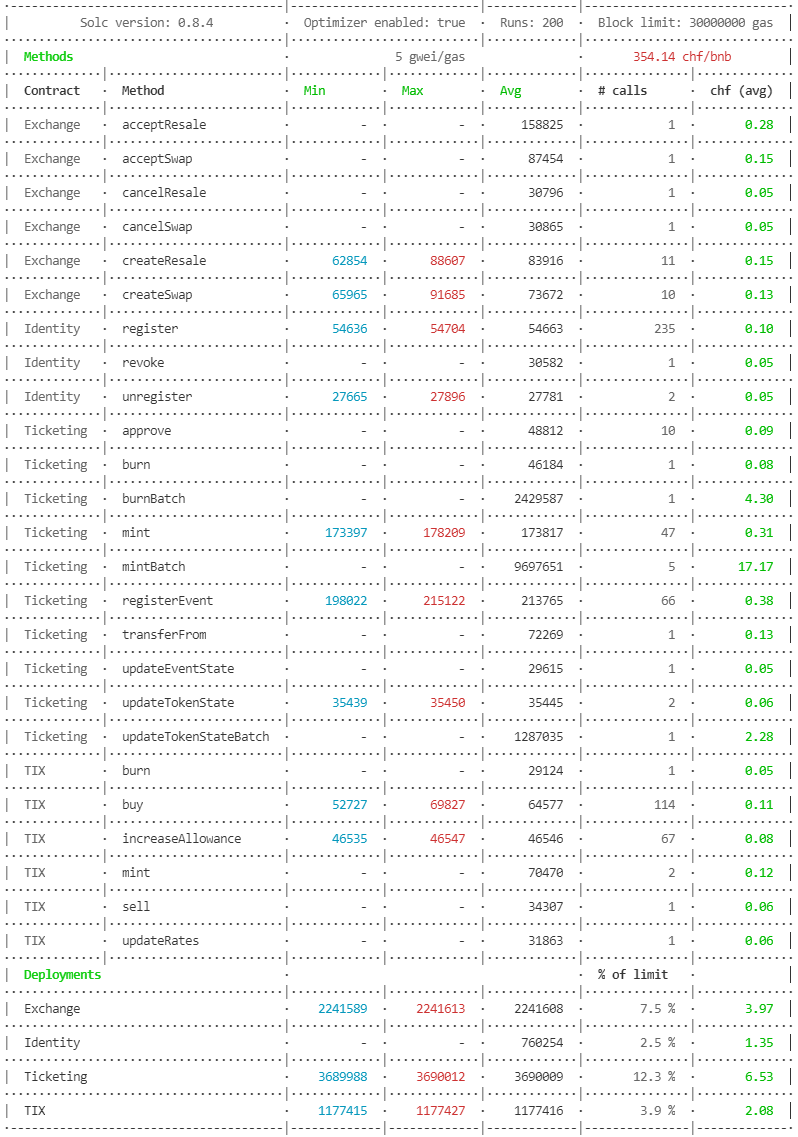 Solc version: 0.8.4 · Optimizer enabled: true · Runs: 200 · Block limit: 30000000 gas
Methods · 5 gwei/gas · 354.14 chf/bnb
Contract · Method · Min · Max · Avg · # calls · chf (avg)
Exchange · acceptResale · - · - · 158825 · 1 · 0.28
Exchange · acceptSwap · - · - · 87454 · 1 · 0.15
Exchange · cancelResale · - · - · 30796 · 1 · 0.05
Exchange · cancelSwap · - · - · 30865 · 1 · 0.05
Exchange · createResale · 62854 · 88607 · 83916 · 11 · 0.15
Exchange · createSwap · 65965 · 91685 · 73672 · 10 · 0.13
Identity · register · 54636 · 54704 · 54663 · 235 · 0.10
Identity · revoke · - · - · 30582 · 1 · 0.05
Identity · unregister · 27665 · 27896 · 27781 · 2 · 0.05
Ticketing · approve · - · - · 48812 · 10 · 0.09
Ticketing · burn · - · - · 46184 · 1 · 0.08
Ticketing · burnBatch · - · - · 2429587 · 1 · 4.30
Ticketing · mint · 173397 · 178209 · 173817 · 47 · 0.31
Ticketing · mintBatch · - · - · 9697651 · 5 · 17.17
Ticketing · registerEvent · 198022 · 215122 · 213765 · 66 · 0.38
Ticketing · transferFrom · - · - · 72269 · 1 · 0.13
Ticketing · updateEventState · - · - · 29615 · 1 · 0.05
Ticketing · updateTokenState · 35439 · 35450 · 35445 · 2 · 0.06
Ticketing · updateTokenStateBatch · - · - · 1287035 · 1 · 2.28
TIX · burn · - · - · 29124 · 1 · 0.05
TIX · buy · 52727 · 69827 · 64577 · 114 · 0.11
TIX · increaseAllowance · 46535 · 46547 · 46546 · 67 · 0.08
TIX · mint · - · - · 70470 · 2 · 0.12
TIX · sell · - · - · 34307 · 1 · 0.06
TIX · updateRates · - · - · 31863 · 1 · 0.06
Deployments · · % of limit ·
Exchange · 2241589 · 2241613 · 2241608 · 7.5 % · 3.97
Identity · - · - · 760254 · 2.5 % · 1.35
Ticketing · 3689988 · 3690012 · 3690009 · 12.3 % · 6.53
TIX · 1177415 · 1177427 · 1177416 · 3.9 % · 2.08